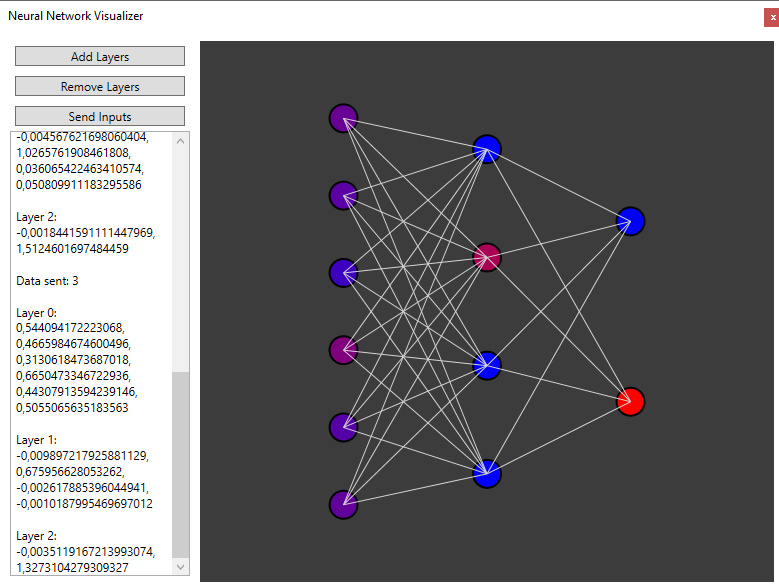 Neural Network Visualizer
x
Add Layers
Remove Layers
Send Inputs
-0,004567621698060404,
1,0265761908461808,
0,036065422463410574,
0,050809911183295586
Layer 2:
-0,0018441591111447969,
1,5124601697484459
Data sent: 3
Layer 0:
0,544094172223068,
0,4665984674600496,
0,3130618473687018,
0,6650473346722936,
0,44307913594239146,
0,5055065635183563
Layer 1:
-0,009897217925881129,
0,675956628053262,
-0,002617885396044941,
-0,0010187995469697012
Layer 2:
-0,0035119167213993074,
1,3273104279309327